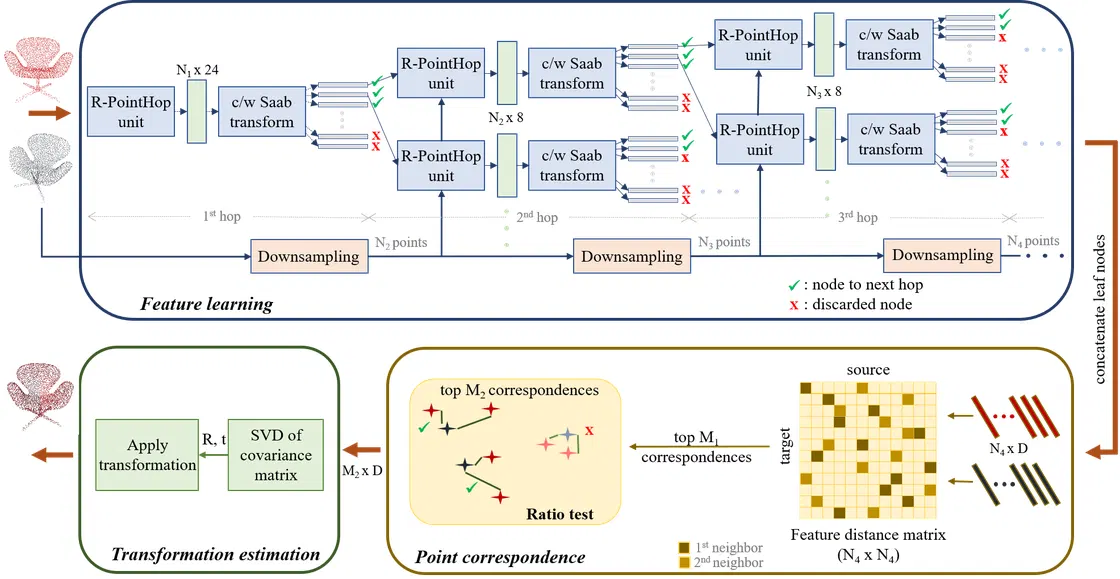 N₁ x 24
R-PointHop
unit
c/w Saab
transform
x
x
R-PointHop
unit
N₂ x 8
c/w Saab
transform
x
x
R-PointHop
unit
c/w Saab
transform
x
x
x
R-PointHop
unit
N₃ x 8
c/w Saab
transform
x
x
x
R-PointHop
unit
c/w Saab
transform
x
x
x
1st hop
2nd hop
3rd hop
N₂ points
N₃ points
N₄ points
Downsampling
Downsampling
Downsampling
Feature learning
✓ : node to next hop
x : discarded node
concatenate leaf nodes
source
target
N₄ x D
Feature distance matrix
(N₄ x N₄)
1st neighbor
2nd neighbor
top M₁
correspondences
top M₂ correspondences
x
Ratio test
Point correspondence
M₂ x D
SVD of
covariance
matrix
R, t
Apply
transformation
Transformation estimation